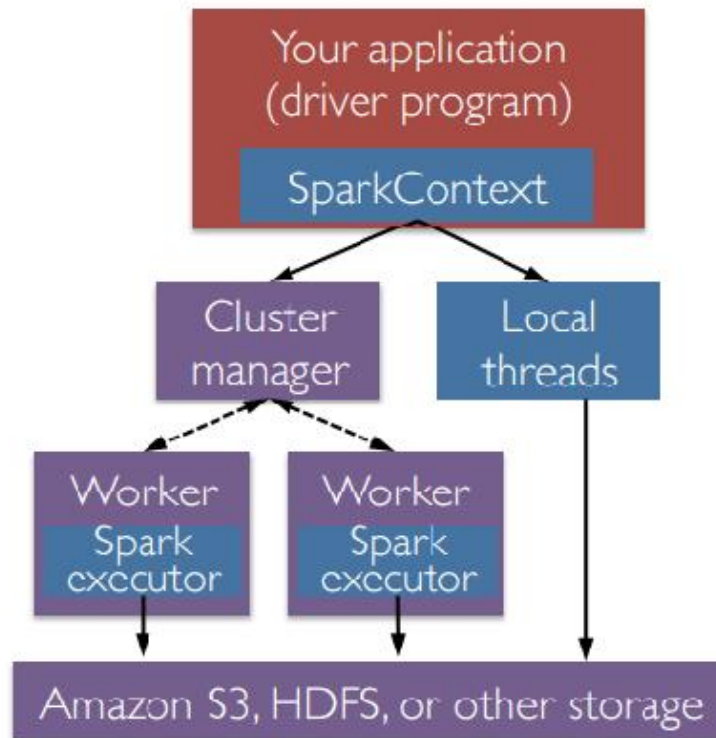 Your application
(driver program)
SparkContext
Cluster
manager
Local
threads
Worker
Spark
executor
Worker
Spark
executor
Amazon S3, HDFS, or other storage